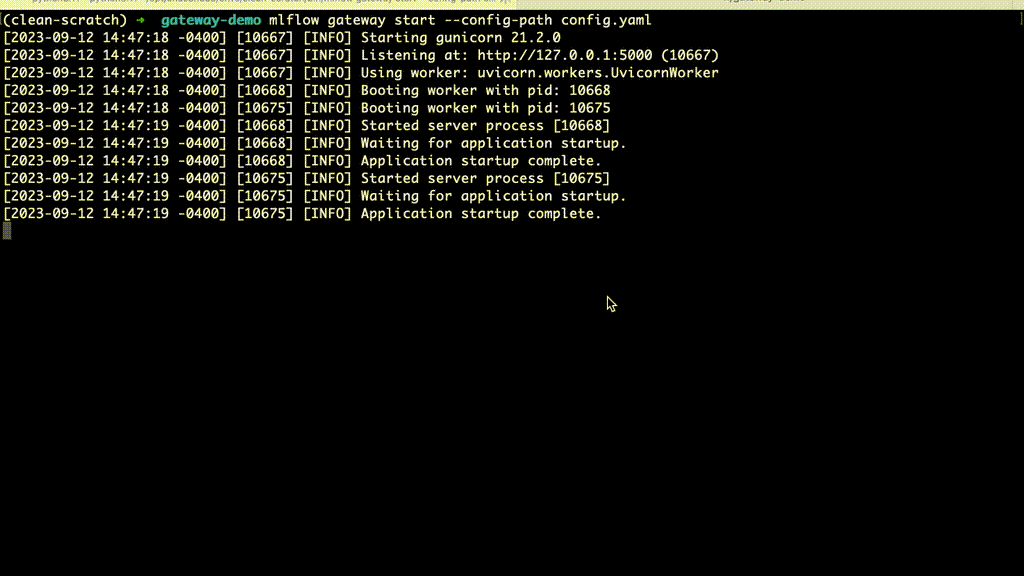 (clean-scratch) ➜  gateway-demo mlflow gateway start --config-path config.yaml
[2023-09-12 14:47:18 -0400] [10667] [INFO] Starting gunicorn 21.2.0
[2023-09-12 14:47:18 -0400] [10667] [INFO] Listening at: http://127.0.0.1:5000 (10667)
[2023-09-12 14:47:18 -0400] [10667] [INFO] Using worker: uvicorn.workers.UvicornWorker
[2023-09-12 14:47:18 -0400] [10668] [INFO] Booting worker with pid: 10668
[2023-09-12 14:47:18 -0400] [10675] [INFO] Booting worker with pid: 10675
[2023-09-12 14:47:19 -0400] [10668] [INFO] Started server process [10668]
[2023-09-12 14:47:19 -0400] [10668] [INFO] Waiting for application startup.
[2023-09-12 14:47:19 -0400] [10668] [INFO] Application startup complete.
[2023-09-12 14:47:19 -0400] [10675] [INFO] Started server process [10675]
[2023-09-12 14:47:19 -0400] [10675] [INFO] Waiting for application startup.
[2023-09-12 14:47:19 -0400] [10675] [INFO] Application startup complete.